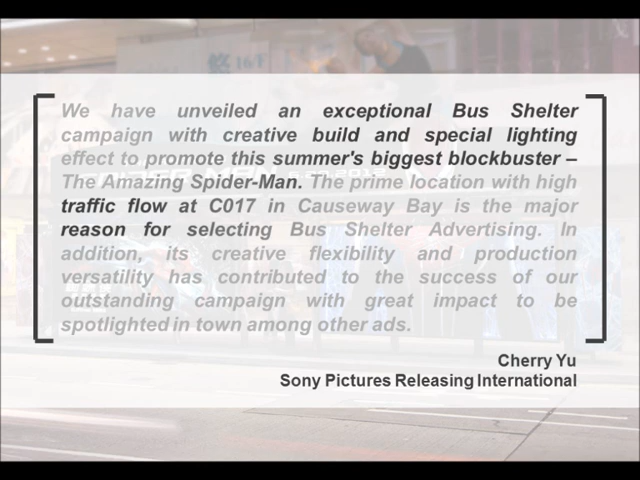 We have unveiled an exceptional Bus Shelter
campaign with creative build and special lighting
effect to promote this summer's biggest blockbuster –
The Amazing Spider-Man. The prime location with high
traffic flow at C017 in Causeway Bay is the major
reason for selecting Bus Shelter Advertising. In
addition, its creative flexibility and production
versatility has contributed to the success of our
outstanding campaign with great impact to be
spotlighted in town among other ads.
Cherry Yu
Sony Pictures Releasing International